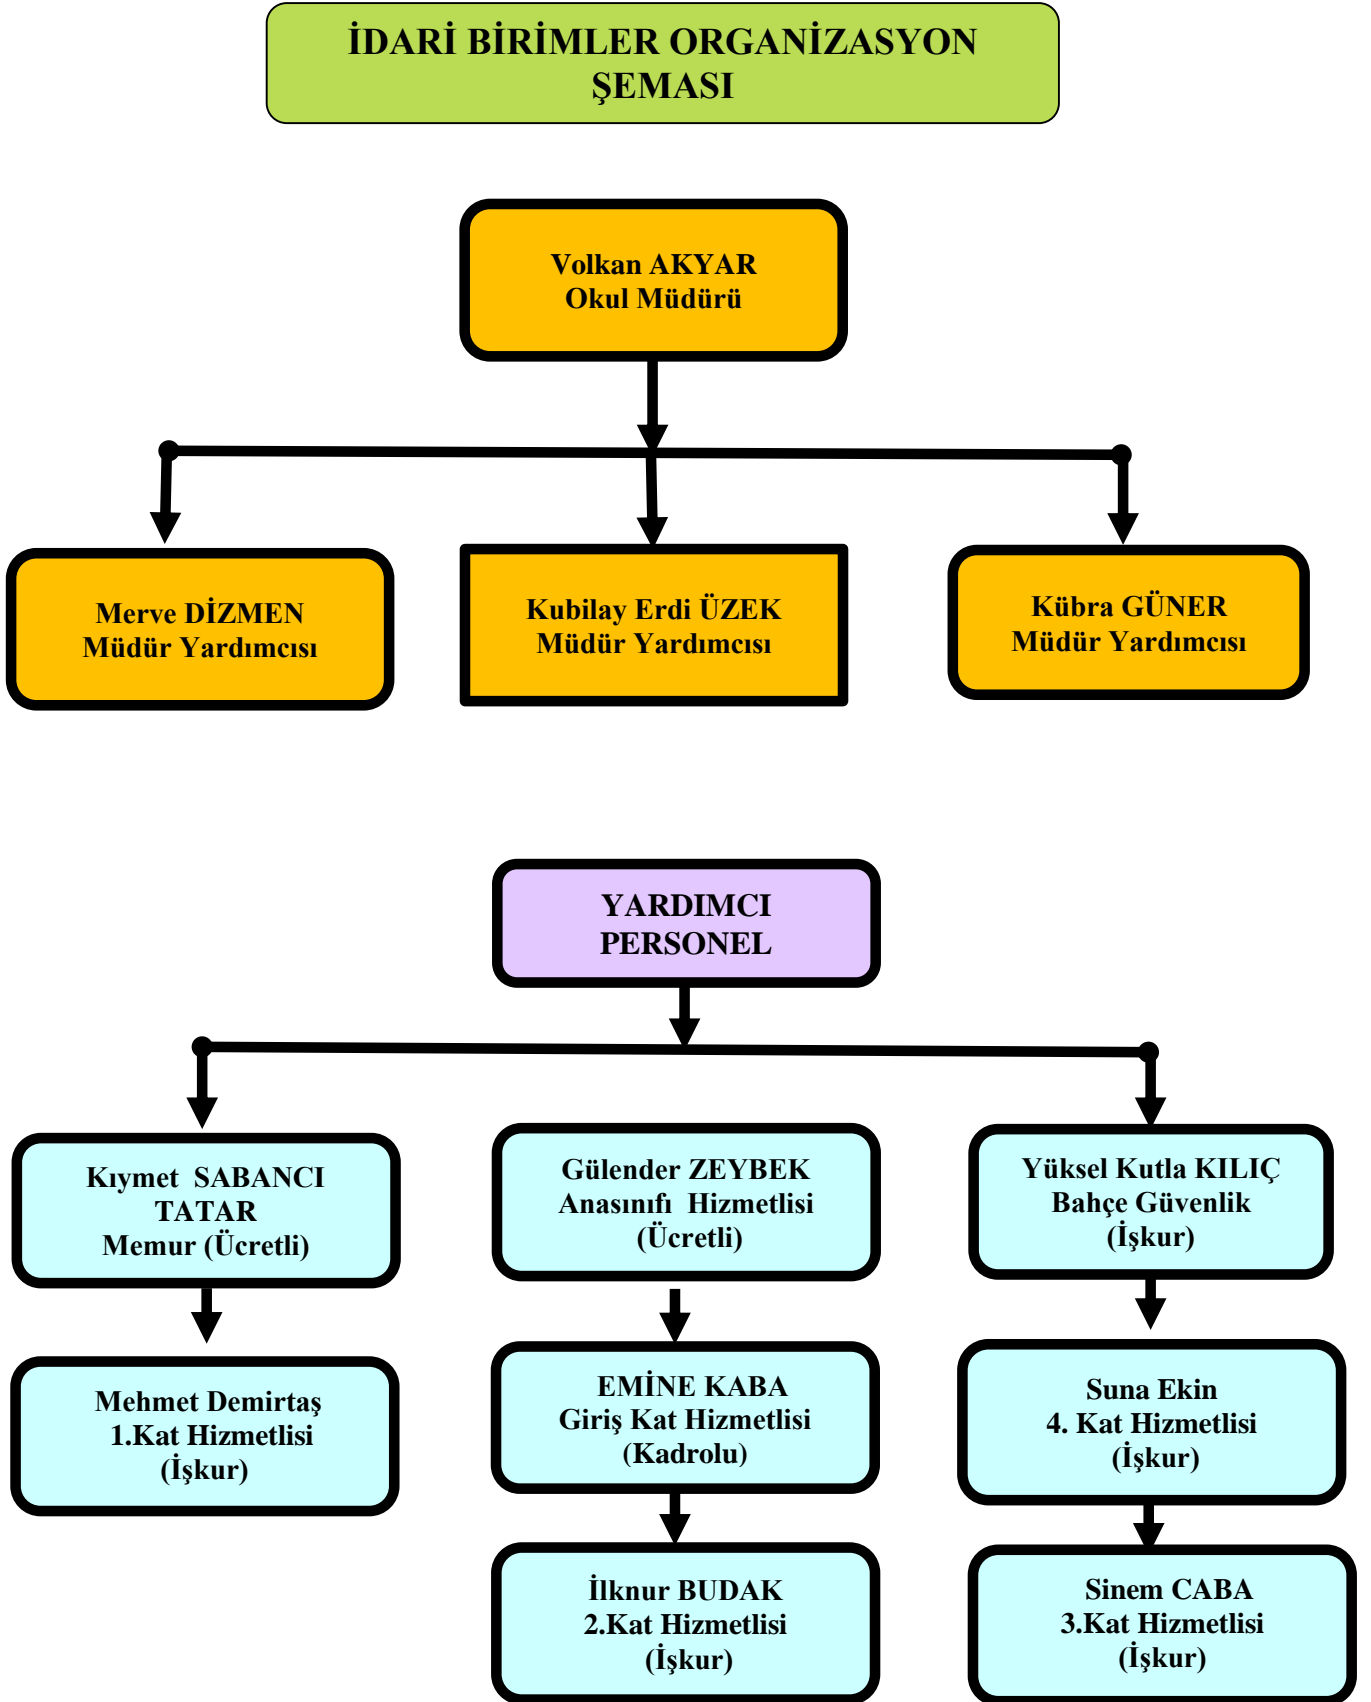 İDARİ BİRİMLER ORGANİZASYON
ŞEMASI
Volkan AKYAR
Okul Müdürü
Merve DİZMEN
Müdür Yardımcısı
Kubilay Erdi ÜZEK
Müdür Yardımcısı
Kübra GÜNER
Müdür Yardımcısı
YARDIMCI
PERSONEL
Kıymet SABANCI
TATAR
Memur (Ücretli)
Gülender ZEYBEK
Anasınıfı Hizmetlisi
(Ücretli)
Yüksel Kutla KILIÇ
Bahçe Güvenlik
(İşkur)
Mehmet Demirtaş
1.Kat Hizmetlisi
(İşkur)
EMİNE KABA
Giriş Kat Hizmetlisi
(Kadrolu)
Suna Ekin
4. Kat Hizmetlisi
(İşkur)
İlknur BUDAK
2.Kat Hizmetlisi
(İşkur)
Sinem CABA
3.Kat Hizmetlisi
(İşkur)